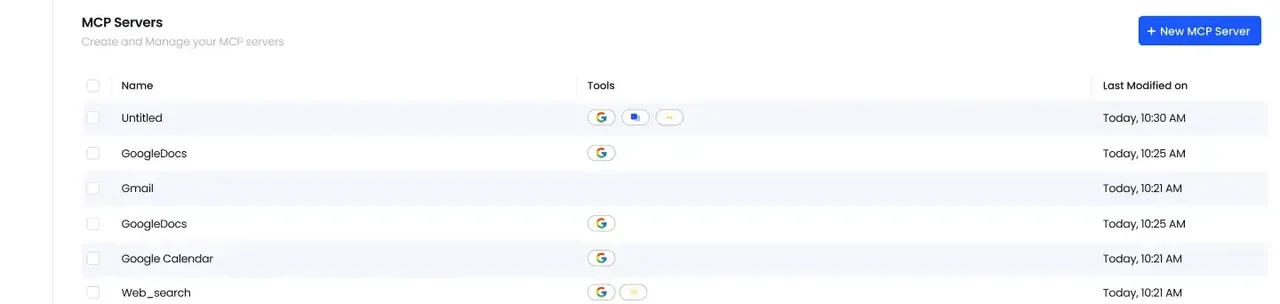 MCP Servers
Create and Manage your MCP servers
+ New MCP Server
Name Tools Last Modified on
Untitled Today, 10:30 AM
GoogleDocs Today, 10:25 AM
Gmail Today, 10:21 AM
GoogleDocs Today, 10:25 AM
Google Calendar Today, 10:21 AM
Web_search Today, 10:21 AM